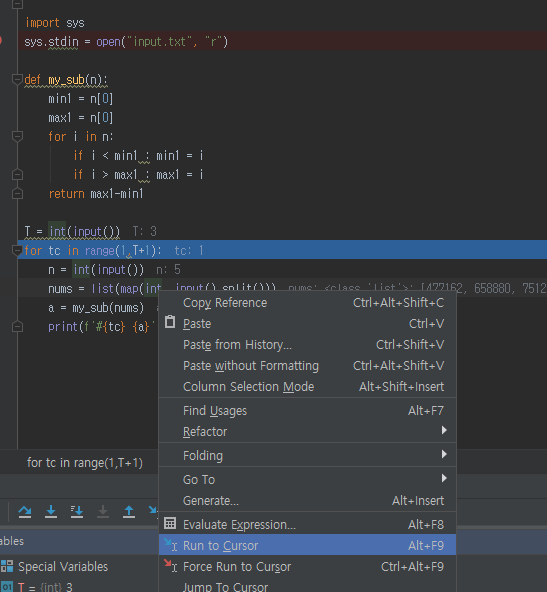 import sys
sys.stdin = open("input.txt", "r")
def my_sub(n):
min1 = n[0]
max1 = n[0]
for i in n:
if i < min1 : min1 = i
if i > max1 : max1 = i
return max1-min1
T = int(input()) T: 3
for tc in range(1,T+1): tc: 1
n = int(input()) n: 5
nums = list(map(int, input().split())) nums: <class 'list'>: [477162, 658880, 7512
a = my_sub(nums)
print(f'#{tc} {a}'
Copy Reference Ctrl+Alt+Shift+C
Paste Ctrl+V
Paste from History... Ctrl+Shift+V
Paste without Formatting Ctrl+Alt+Shift+V
Column Selection Mode Alt+Shift+Insert
Find Usages Alt+F7
Refactor
Folding
Go To
Generate... Alt+Insert
Evaluate Expression... Alt+F8
Run to Cursor Alt+F9
Force Run to Cursor Ctrl+Alt+F9
Jump To Cursor
for tc in range(1,T+1)
ables
Special Variables
T = {int} 3